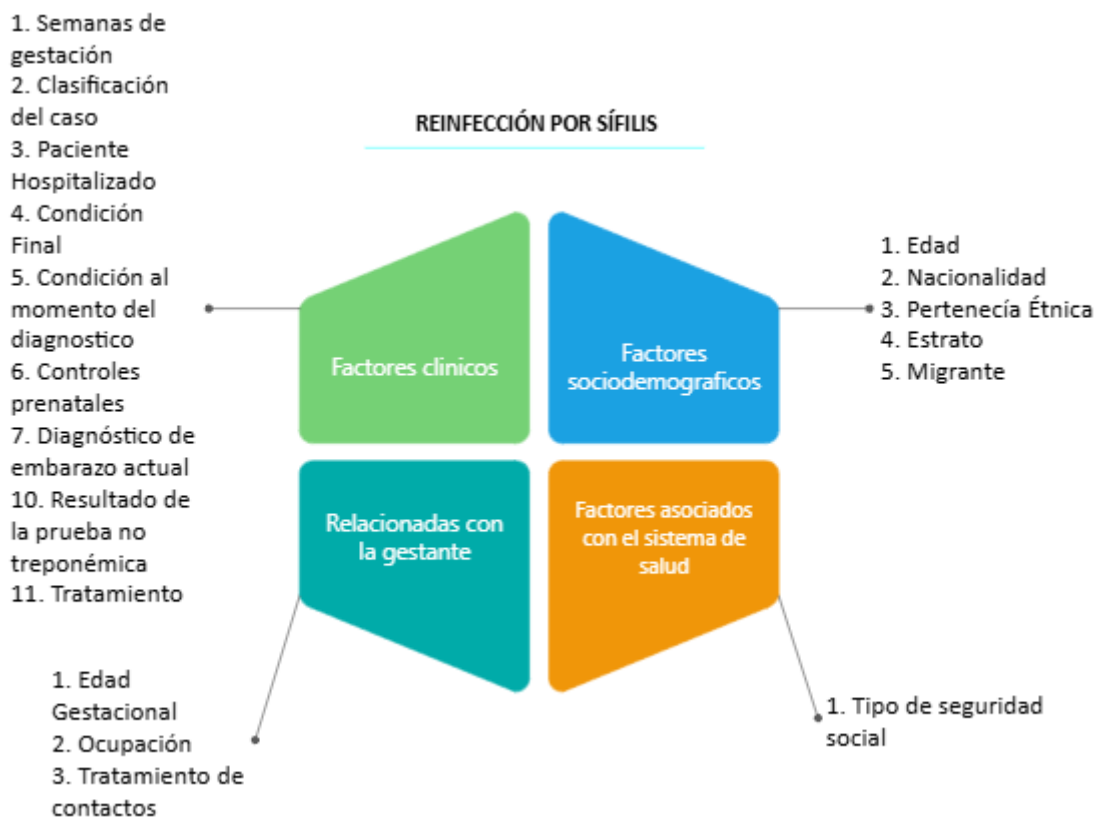 REINFECCIÓN POR SÍFILIS
1. Semanas de
gestación
2. Clasificación
del caso
3. Paciente
Hospitalizado
4. Condición
Final
5. Condición al
momento del
diagnostico
6. Controles
prenatales
7. Diagnóstico de
embarazo actual
10. Resultado de
la prueba no
treponémica
11. Tratamiento
Factores clinicos
Factores
sociodemograficos
1. Edad
2. Nacionalidad
3. Pertenecía Étnica
4. Estrato
5. Migrante
Relacionadas con
la gestante
Factores asociados
con el sistema de
salud
1. Edad
Gestacional
2. Ocupación
3. Tratamiento de
contactos
1. Tipo de seguridad
social